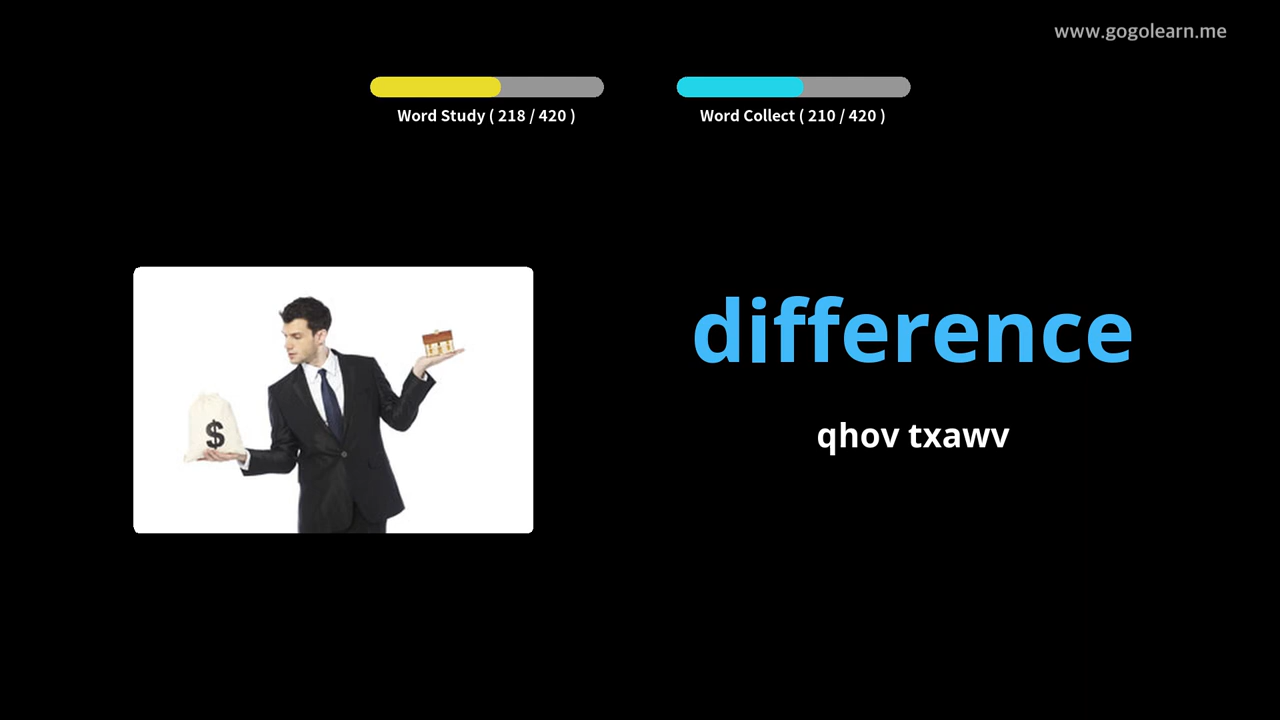 www.gogolearn.me
Word Study ( 218 / 420 )
Word Collect ( 210 / 420 )
$
difference
qhov txawv